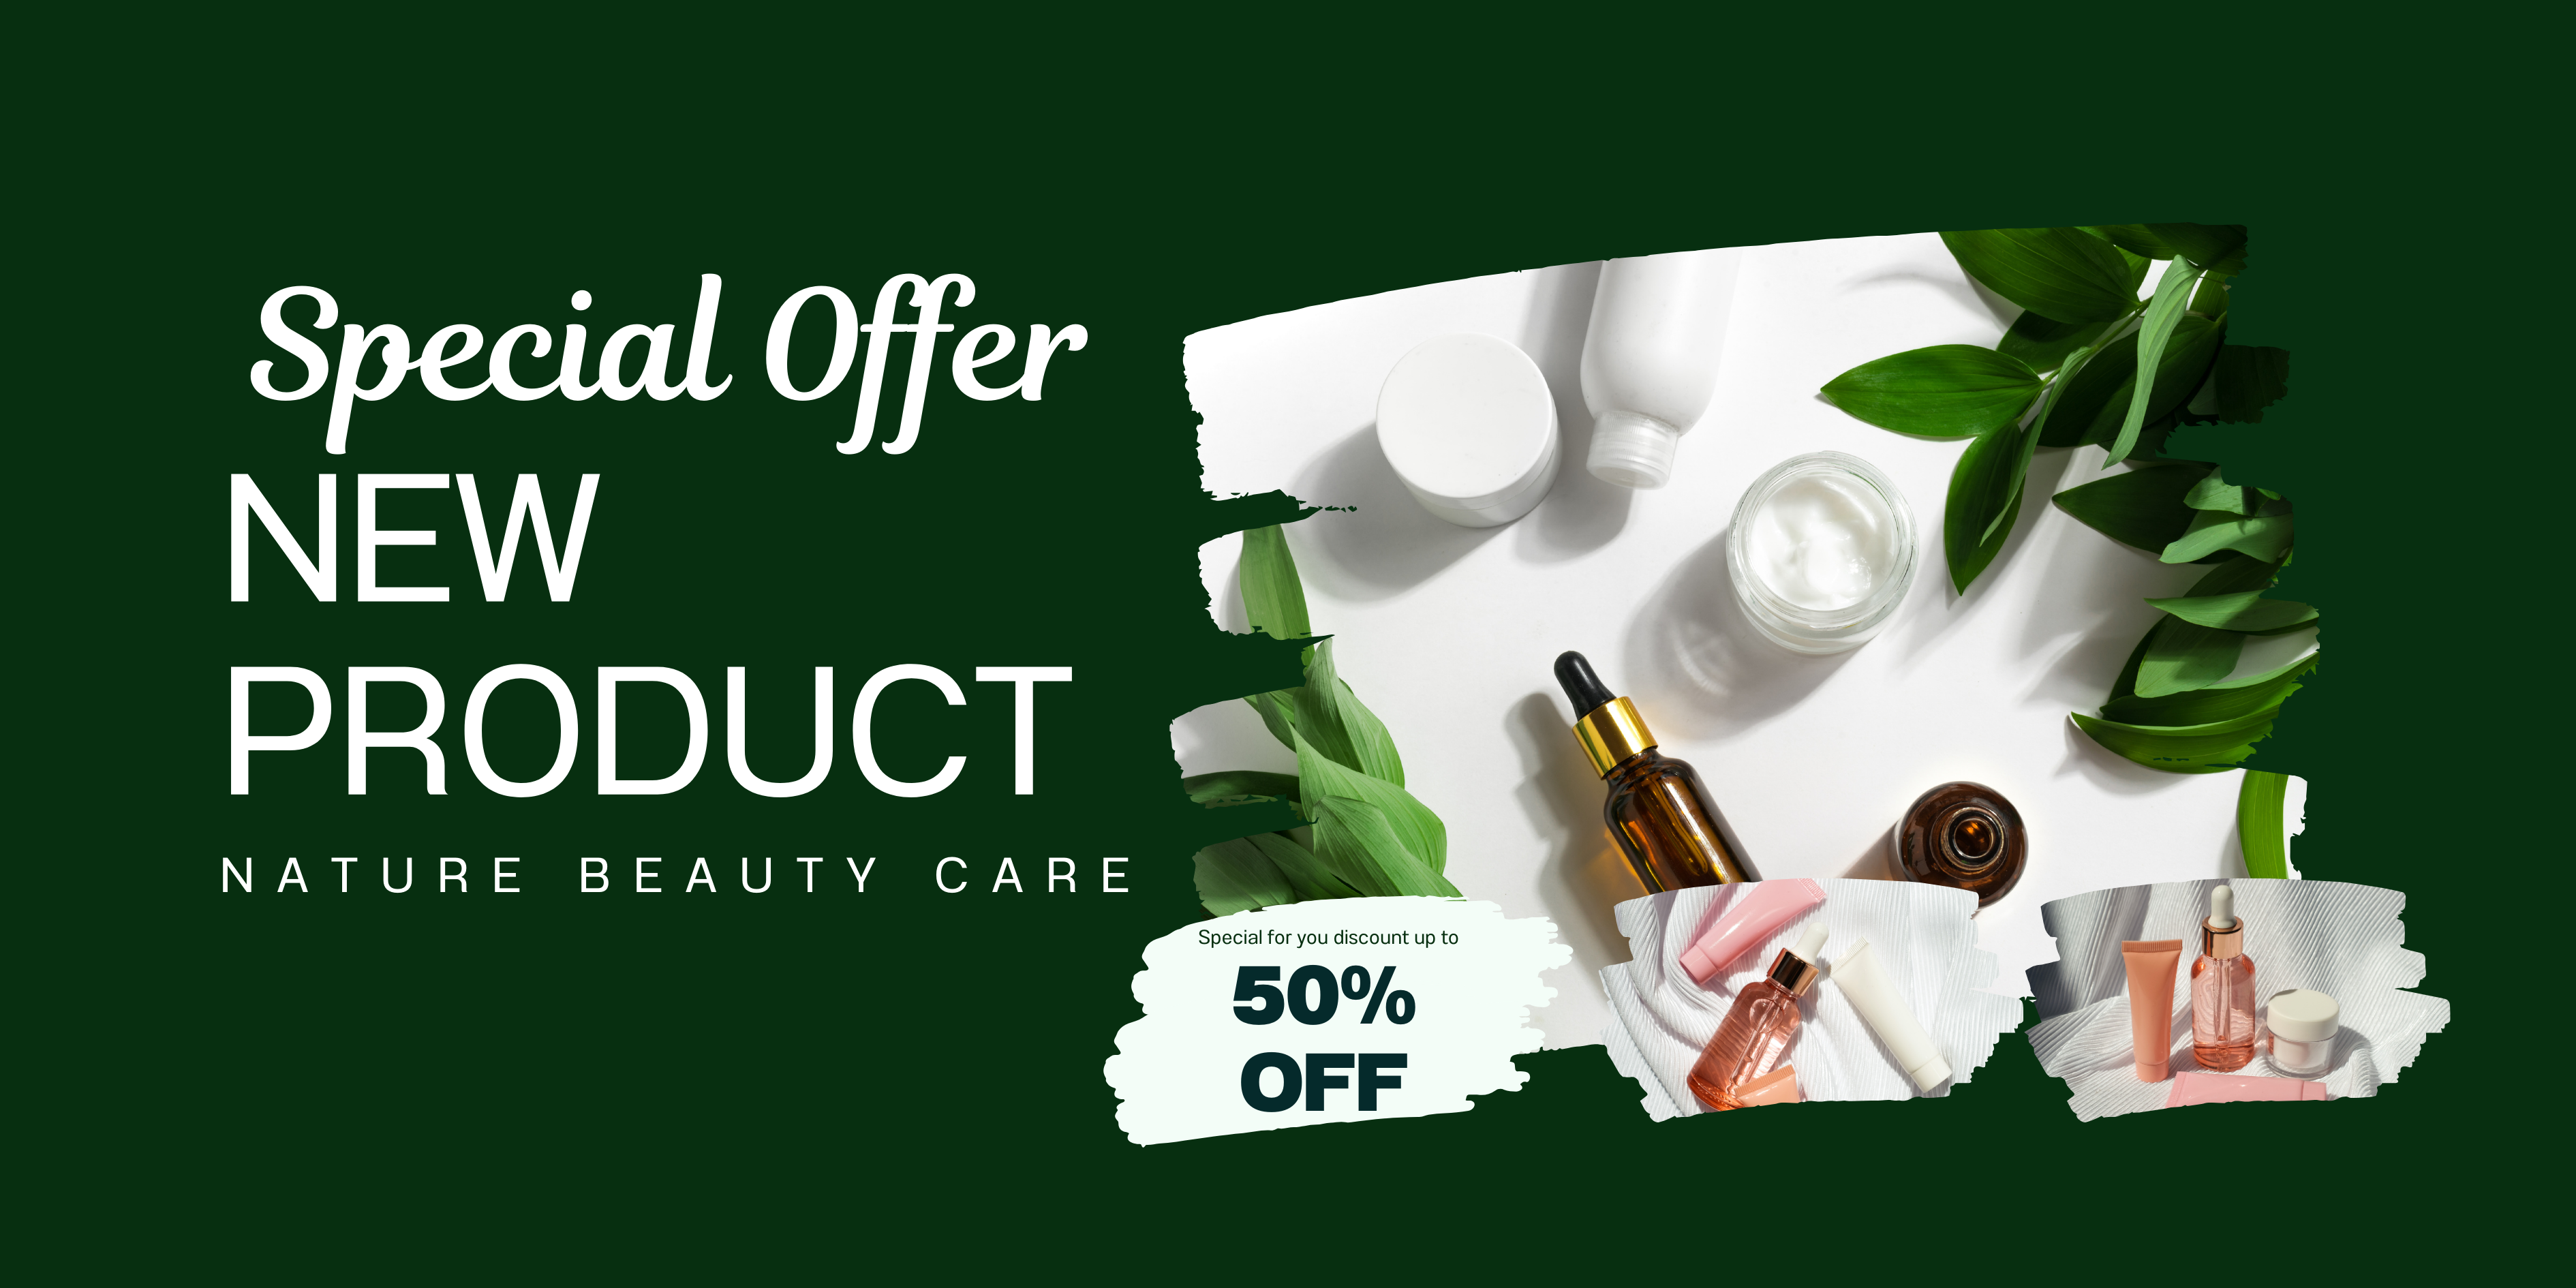 Special Offer
NEW
PRODUCT
NATURE BEAUTY CARE
Special for you discount up to
50%
OFF